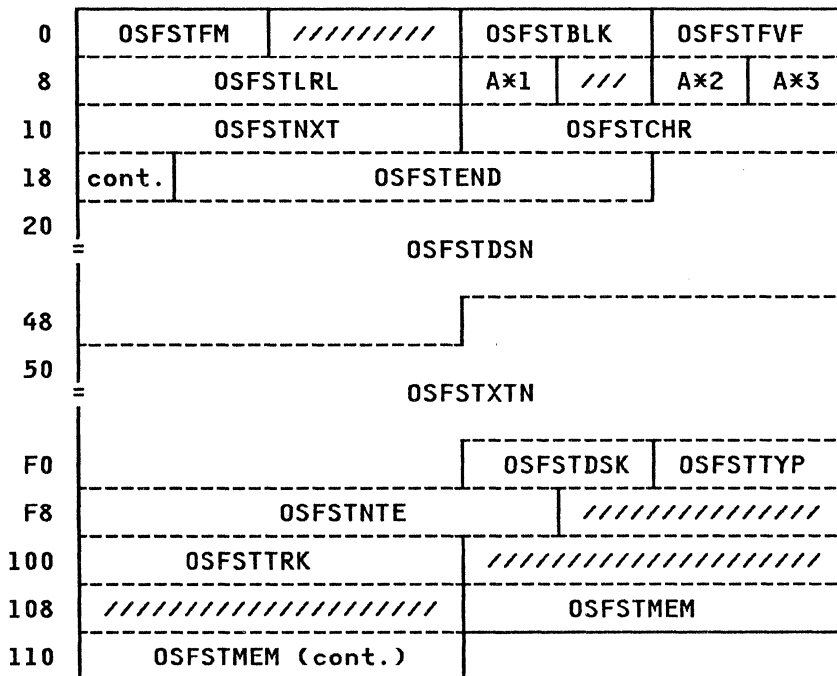 0 OSFSTFM ///////// OSFSTBLK OSFSTFVF
8 OSFSTLRL A*1 /// A*2 A*3
10 OSFSTNXT OSFSTCHR
18 cont. OSFSTEND
20
= OSFSTDSN
48
50
= OSFSTXTN
F0 OSFSTDSK OSFSTTYP
F8 OSFSTNTE ///////////////
100 OSFSTTRK /////////////////////
108 ///////////////////// OSFSTMEM
110 OSFSTMEM (cont.)